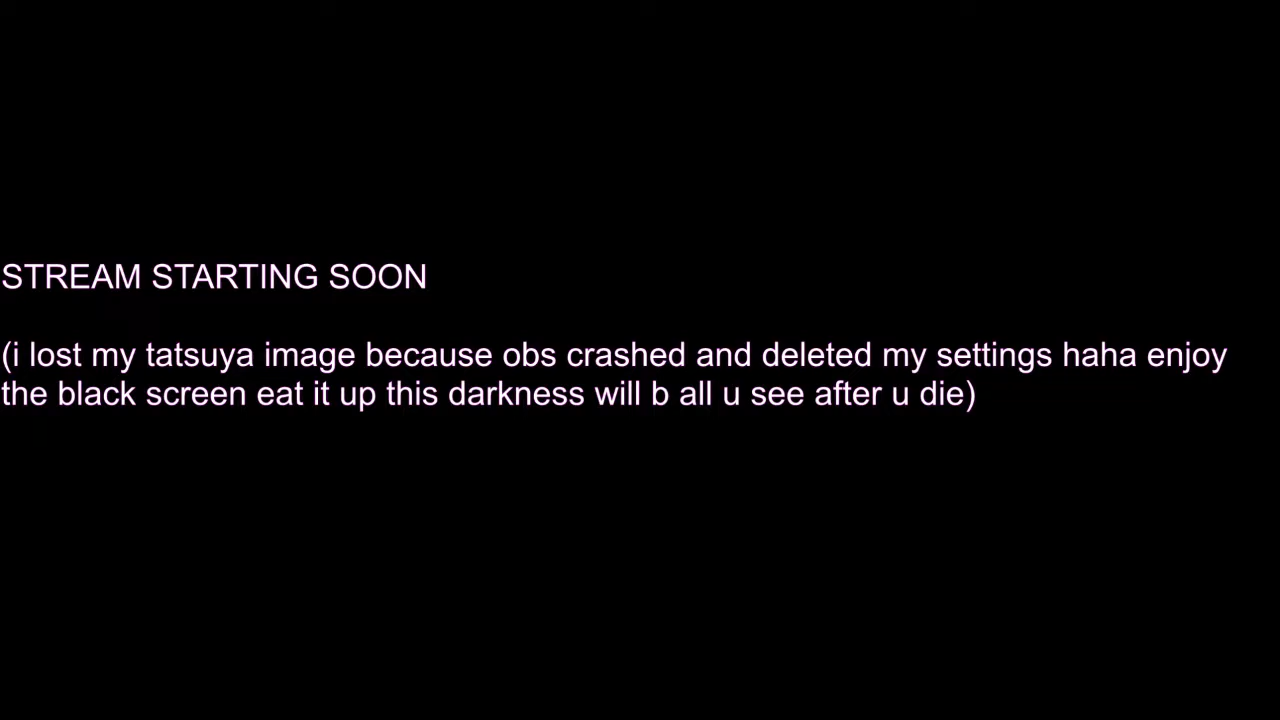 STREAM STARTING SOON
(i lost my tatsuya image because obs crashed and deleted my settings haha enjoy
the black screen eat it up this darkness will b all u see after u die)